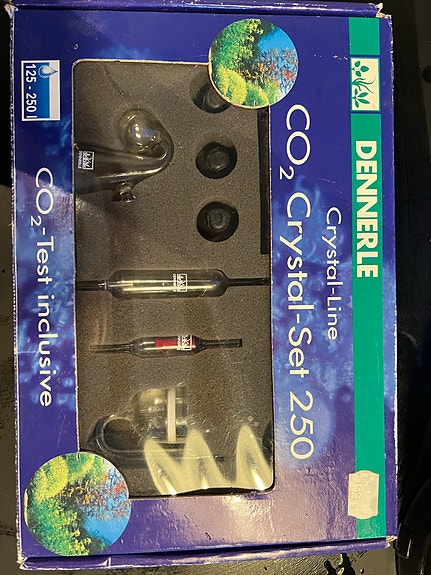 DENNERLE
Crystal-Line
CO₂ Crystal-Set 250
125 - 250 l
CO₂-Test inclusive